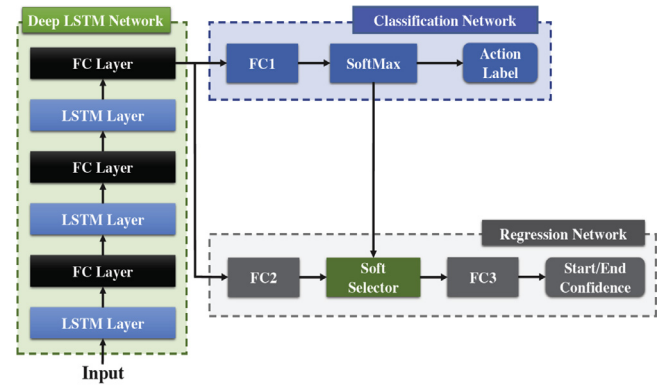 Deep LSTM Network
FC Layer
LSTM Layer
FC Layer
LSTM Layer
FC Layer
LSTM Layer
Input
Classification Network
FC1
SoftMax
Action
Label
Regression Network
FC2
Soft
Selector
FC3
Start/End
Confidence